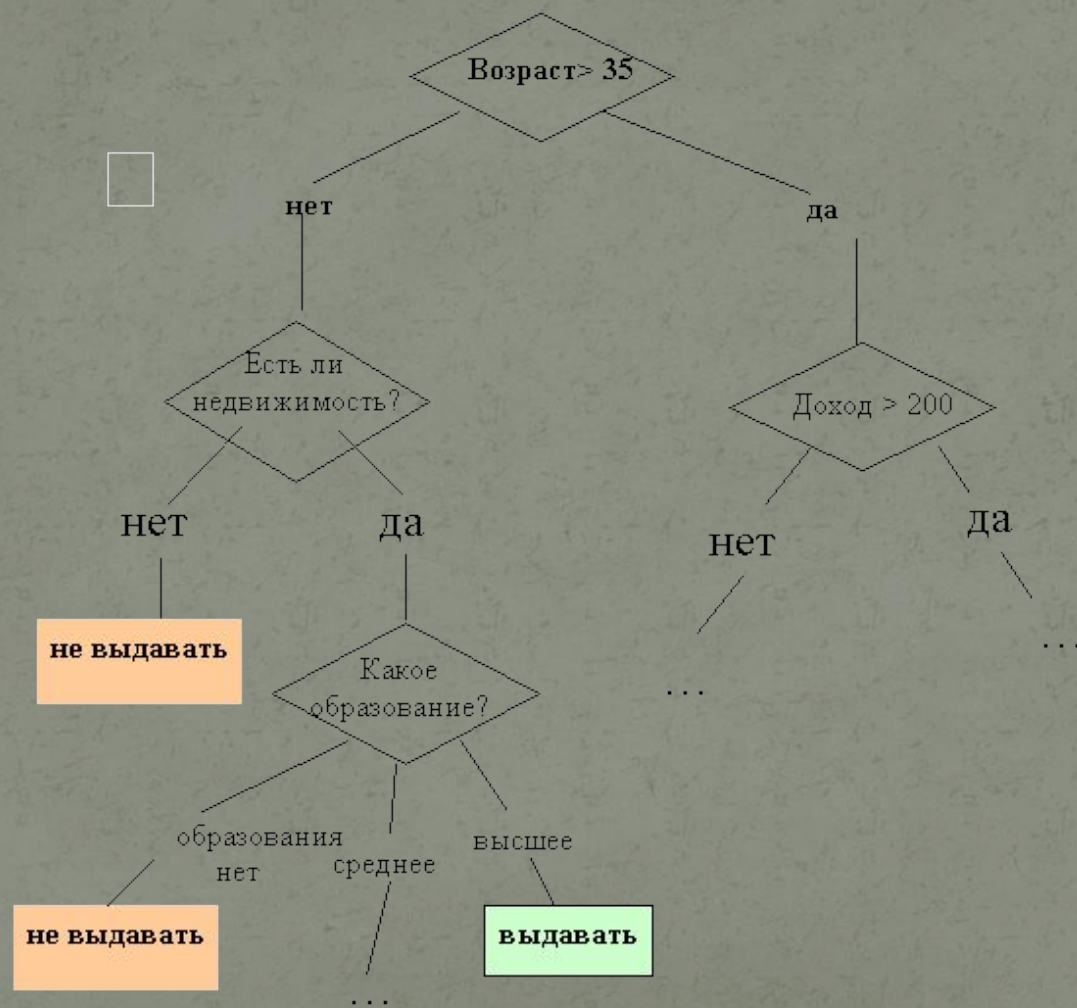 Возраст> 35
нет
да
Есть ли
недвижимость?
Доход > 200
нет
да
нет
да
не выдавать
Какое
образование?
...
...
образования
нет
среднее
высшее
не выдавать
выдавать
...